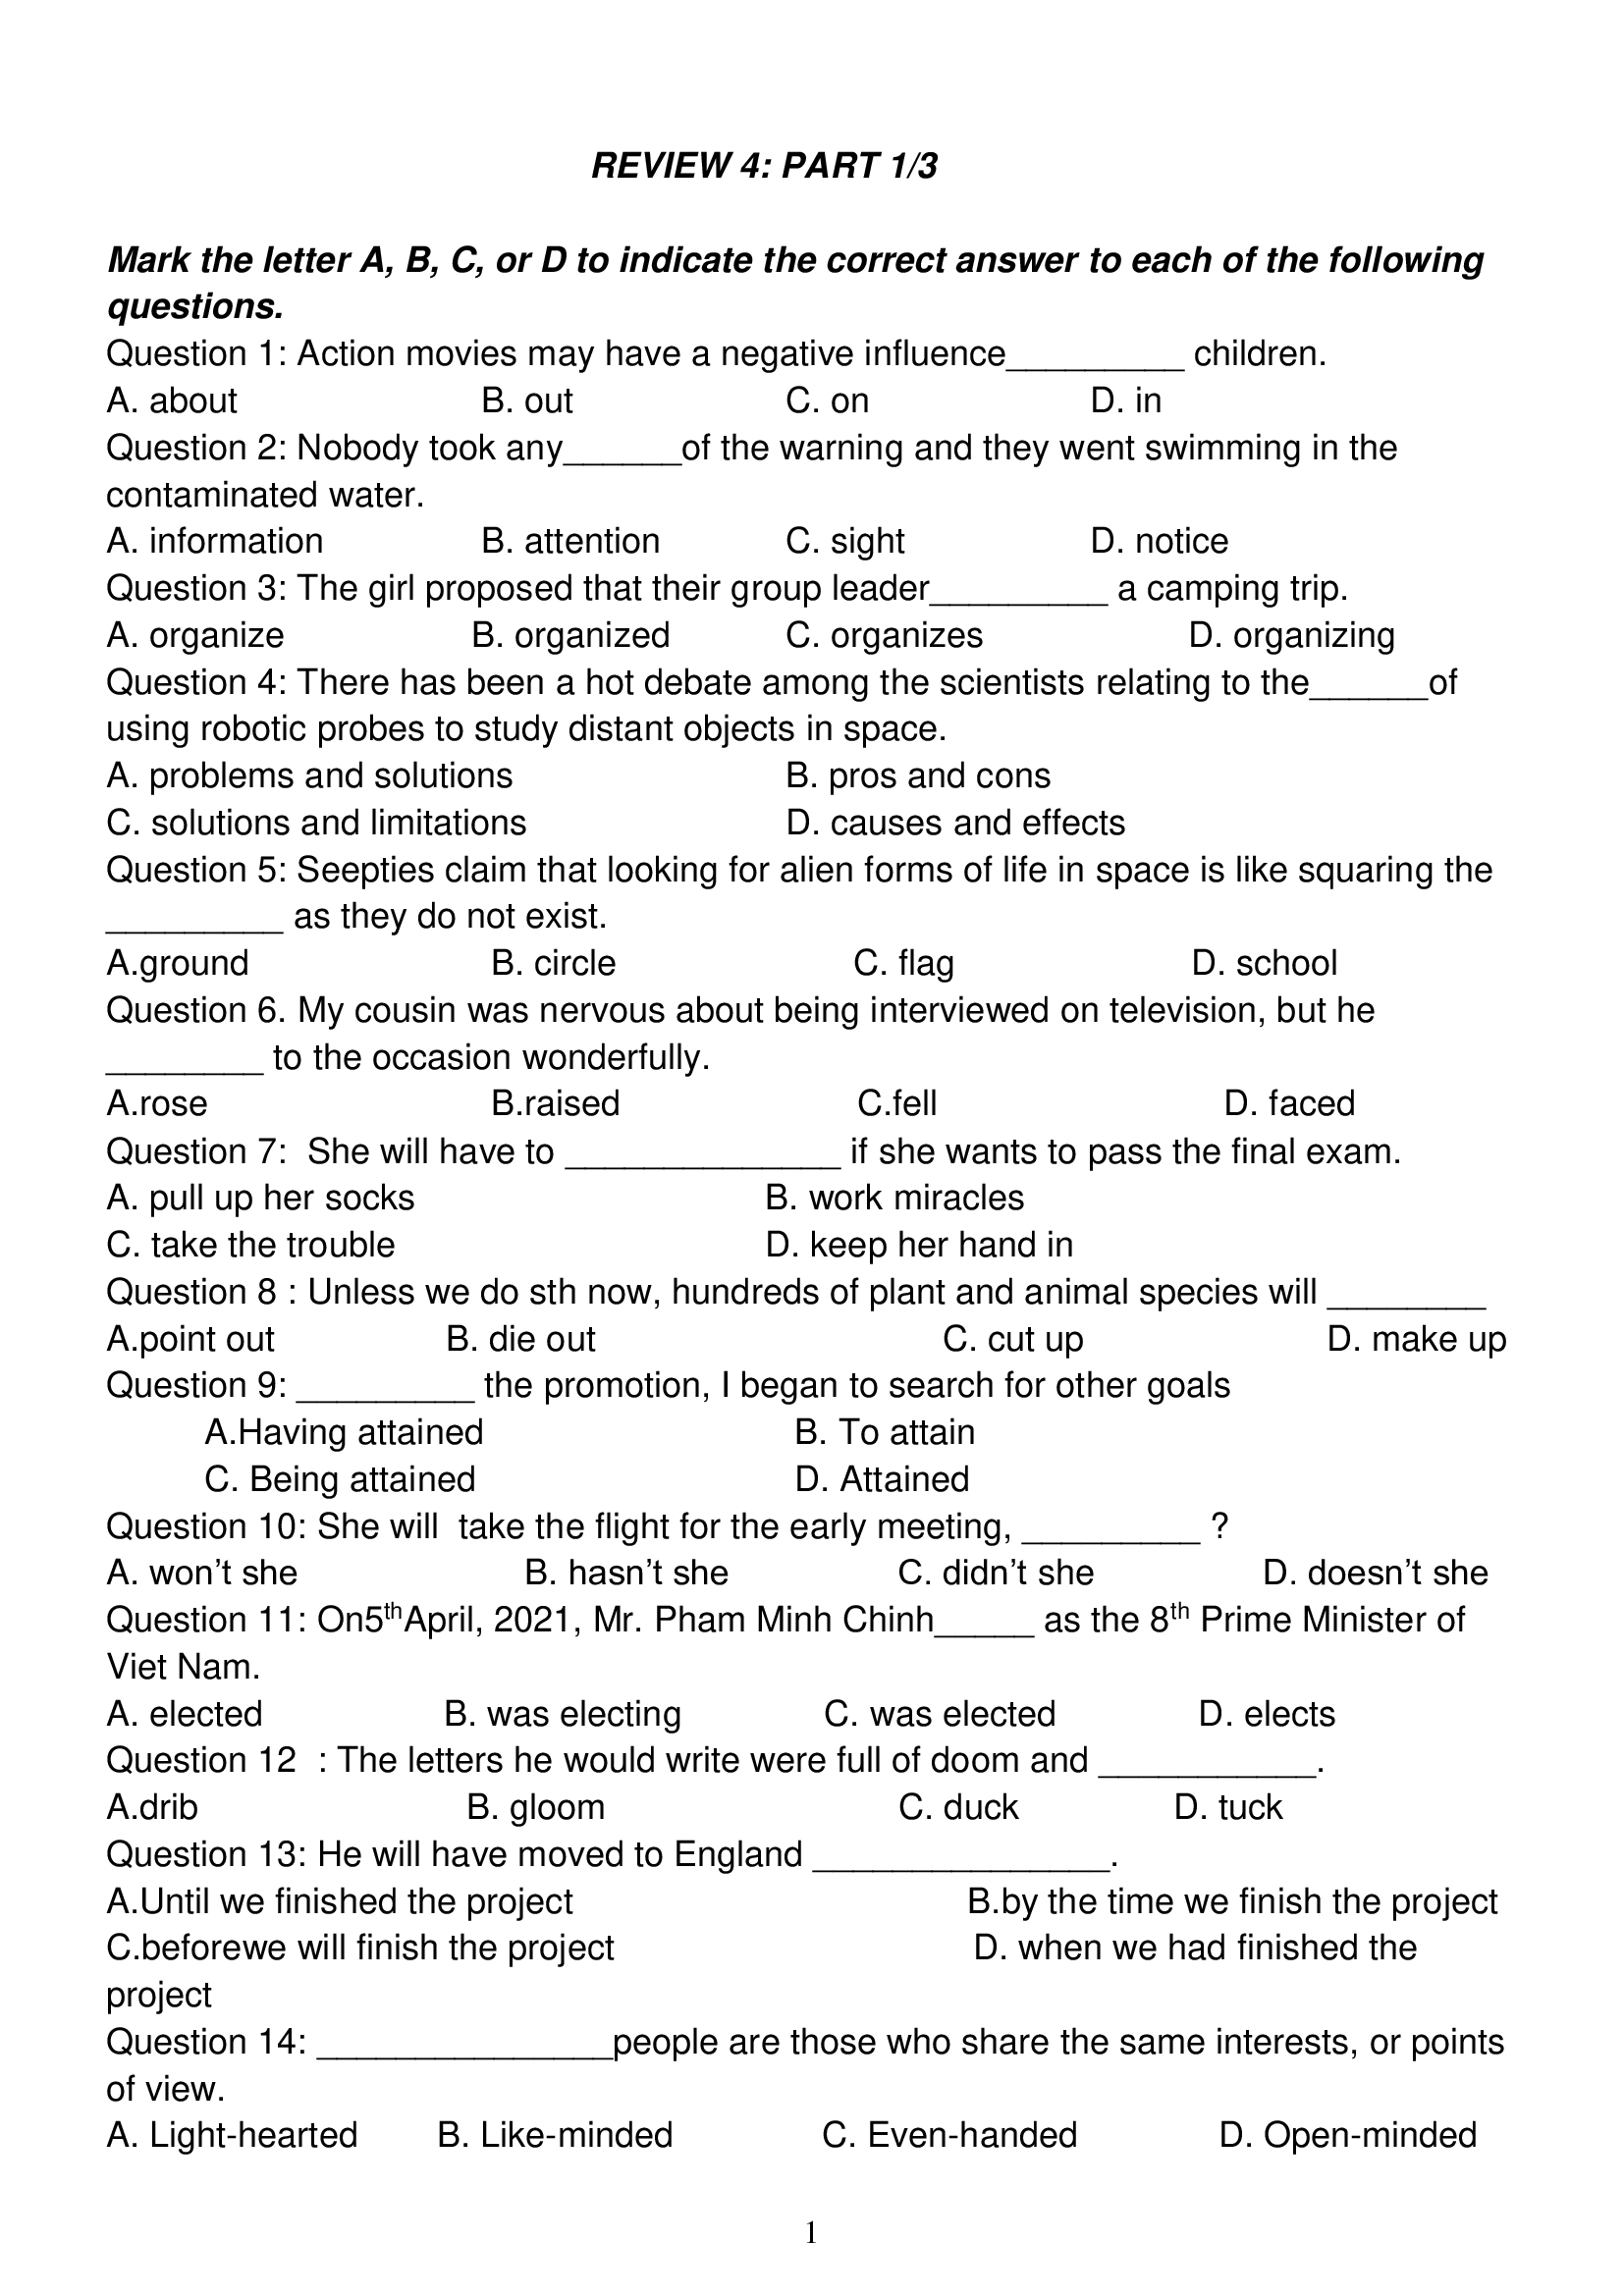 REVIEW 4: PART 1/3
Mark the letter A, B, C, or D to indicate the correct answer to each of the following
questions.
Question 1: Action movies may have a negative influence_________ children.
A. about B. out C. on D. in
Question 2: Nobody took any______of the warning and they went swimming in the
contaminated water.
A. information B. attention C. sight D. notice
Question 3: The girl proposed that their group leader_________ a camping trip.
A. organize B. organized C. organizes D. organizing
Question 4: There has been a hot debate among the scientists relating to the______of
using robotic probes to study distant objects in space.
A. problems and solutions B. pros and cons
C. solutions and limitations D. causes and effects
Question 5: Seepties claim that looking for alien forms of life in space is like squaring the
_________ as they do not exist.
A.ground B. circle C. flag D. school
Question 6. My cousin was nervous about being interviewed on television, but he
________ to the occasion wonderfully.
A.rose B.raised C.fell D. faced
Question 7:  She will have to ______________ if she wants to pass the final exam.
A. pull up her socks B. work miracles
C. take the trouble D. keep her hand in
Question 8 : Unless we do sth now, hundreds of plant and animal species will ________
A.point out B. die out C. cut up D. make up
Question 9: _________ the promotion, I began to search for other goals
A.Having attained B. To attain
C. Being attained D. Attained
Question 10: She will  take the flight for the early meeting, _________ ?
A. won’t she B. hasn’t she C. didn’t she D. doesn’t she
Question 11: On5thApril, 2021, Mr. Pham Minh Chinh_____ as the 8th Prime Minister of
Viet Nam.
A. elected B. was electing C. was elected D. elects
Question 12  : The letters he would write were full of doom and ___________.
A.drib B. gloom C. duck D. tuck
Question 13: He will have moved to England _______________.
A.Until we finished the project B.by the time we finish the project
C.beforewe will finish the project D. when we had finished the
project
Question 14: _______________people are those who share the same interests, or points
of view.
A. Light-hearted B. Like-minded C. Even-handed D. Open-minded
1